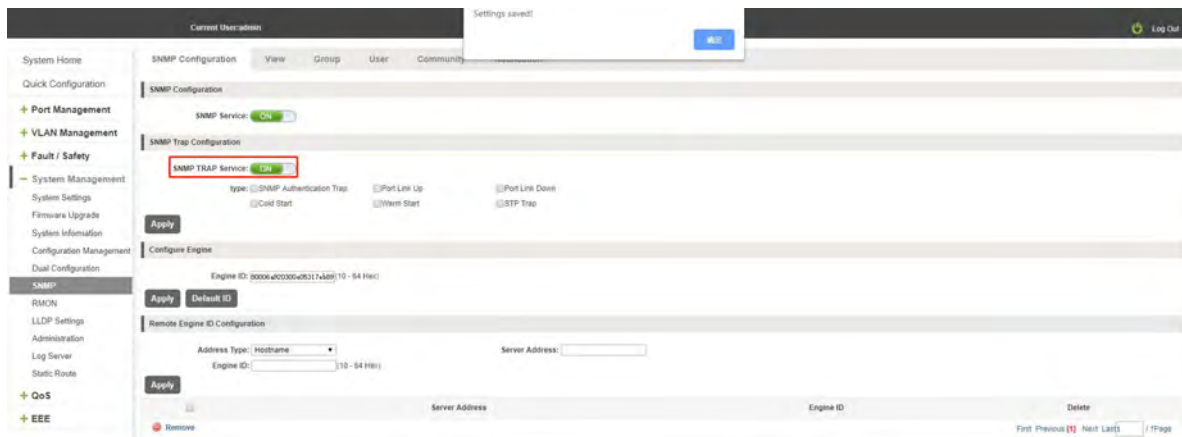 Settings saved!
确定
Current User:admin
Log Out
System Home
Quick Configuration
+ Port Management
+ VLAN Management
+ Fault / Safety
− System Management
System Settings
Firmware Upgrade
System Information
Configuration Management
Dual Configuration
SNMP
RMON
LLDP Settings
Administration
Log Server
Static Route
+ QoS
+ EEE
SNMP Configuration View Group User Community
SNMP Configuration
SNMP Service: ON
SNMP Trap Configuration
SNMP TRAP Service: ON
type: SNMP Authentication Trap Port Link Up Port Link Down
Cold Start Warm Start STP Trap
Apply
Configure Engine
Engine ID: (10 - 64 Hex)
Apply Default ID
Remote Engine ID Configuration
Address Type: Hostname Server Address:
Engine ID: (10 - 64 Hex)
Apply
Server Address Engine ID Delete
Remove First Previous [1] Next Last / 1Page